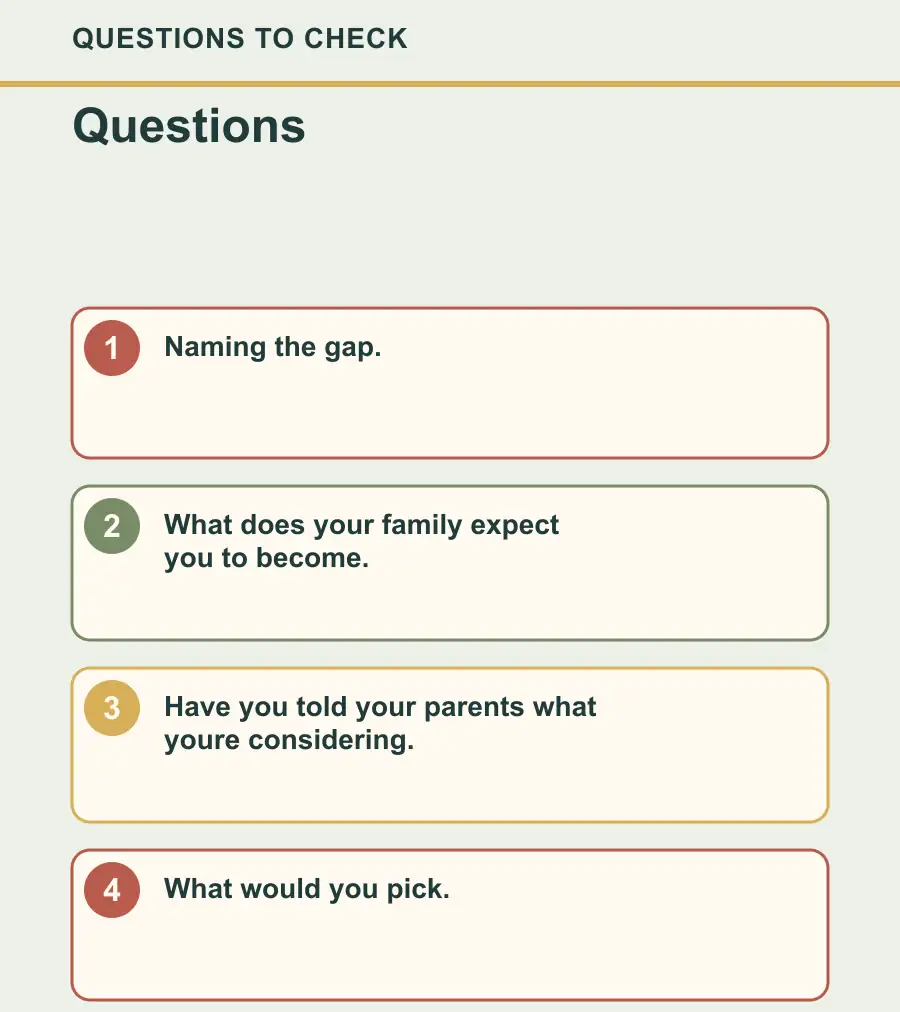 QUESTIONS TO CHECK
Questions
1
Naming the gap.
2
What does your family expect
you to become.
3
Have you told your parents what
youre considering.
4
What would you pick.